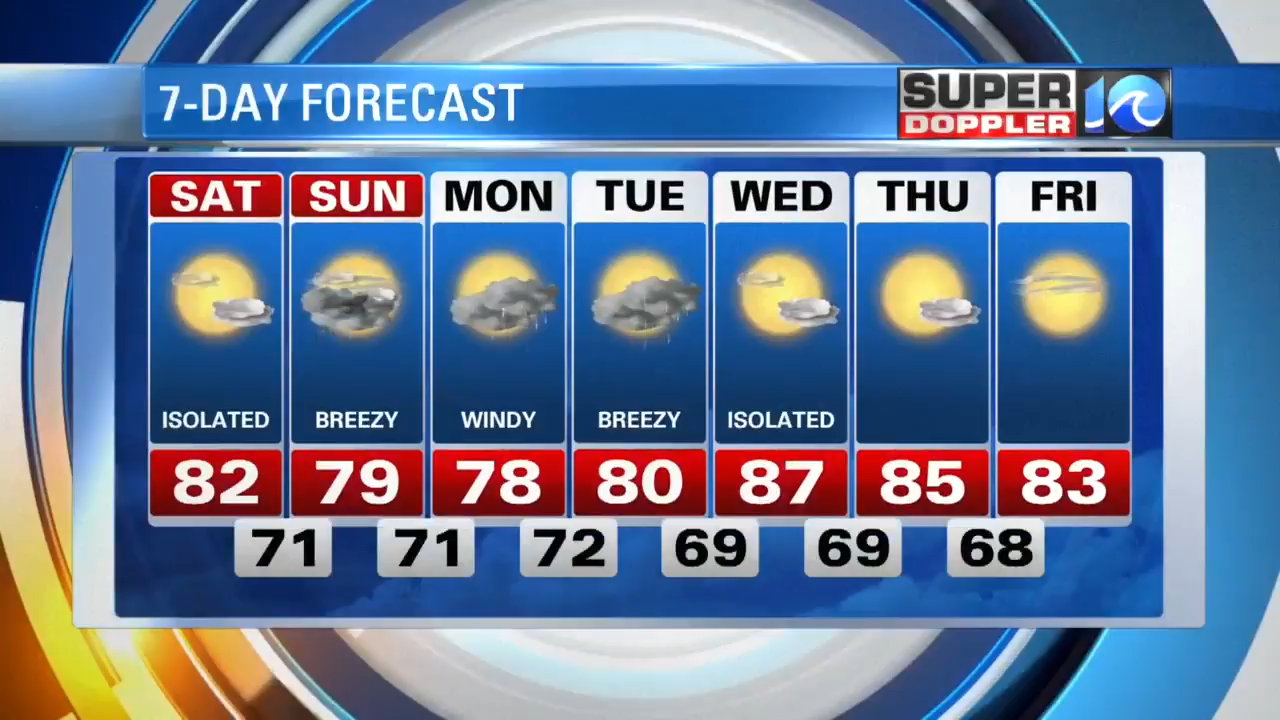 7-DAY FORECAST
SUPER DOPPLER 10
SAT SUN MON TUE WED THU FRI
ISOLATED BREEZY WINDY BREEZY ISOLATED
82 79 78 80 87 85 83
71 71 72 69 69 68